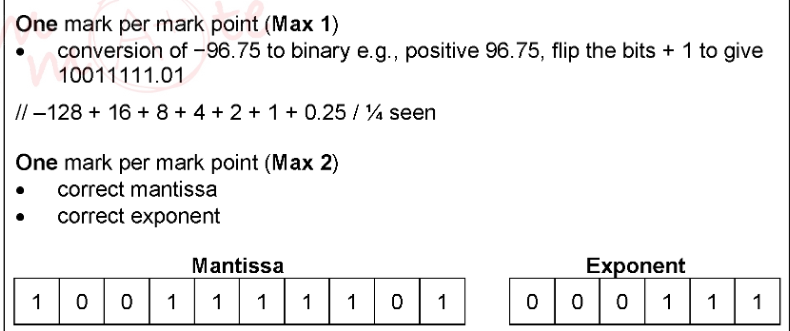 One mark per mark point (Max 1)
• conversion of –96.75 to binary e.g., positive 96.75, flip the bits + 1 to give
10011111.01
// –128 + 16 + 8 + 4 + 2 + 1 + 0.25 / ¼ seen
One mark per mark point (Max 2)
• correct mantissa
• correct exponent
Mantissa Exponent
1 0 0 1 1 1 1 1 0 1 0 0 0 1 1 1